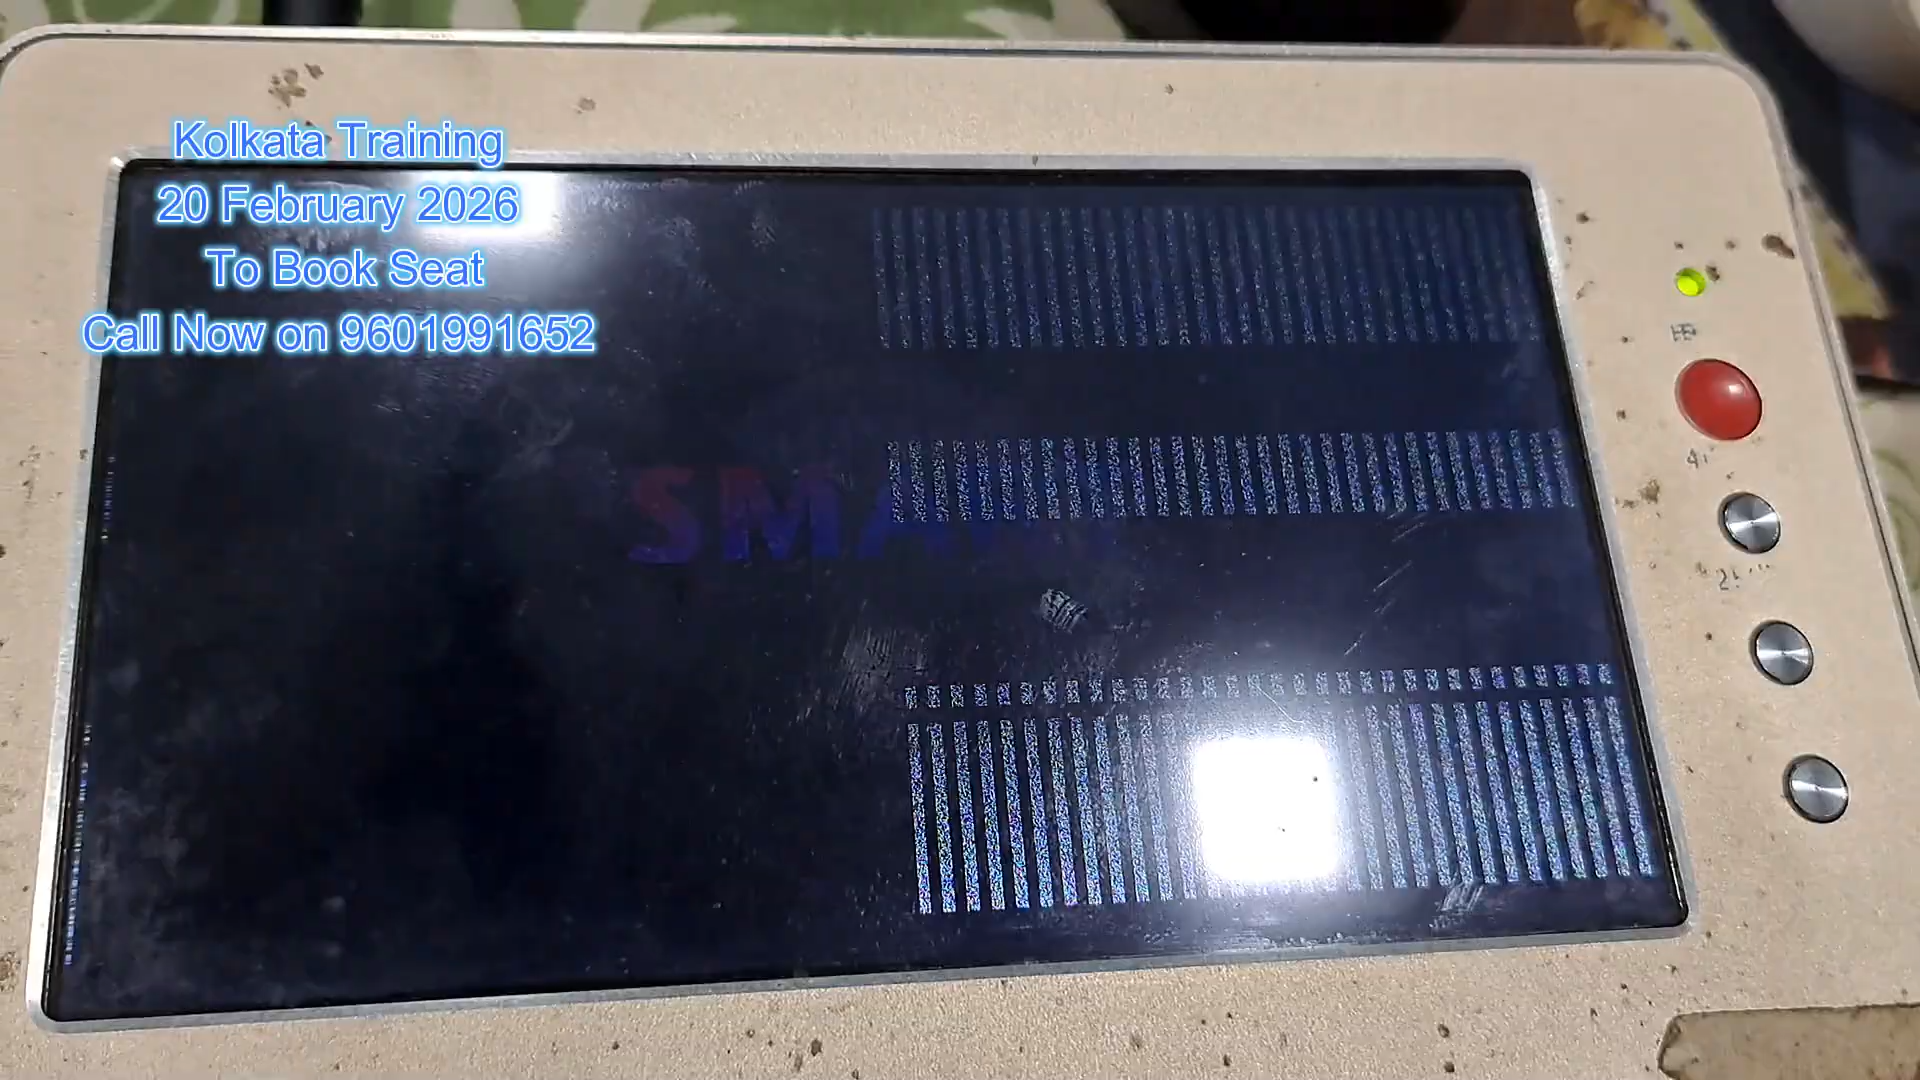 Kolkata Training
20 February 2026
To Book Seat
Call Now on 9601991652